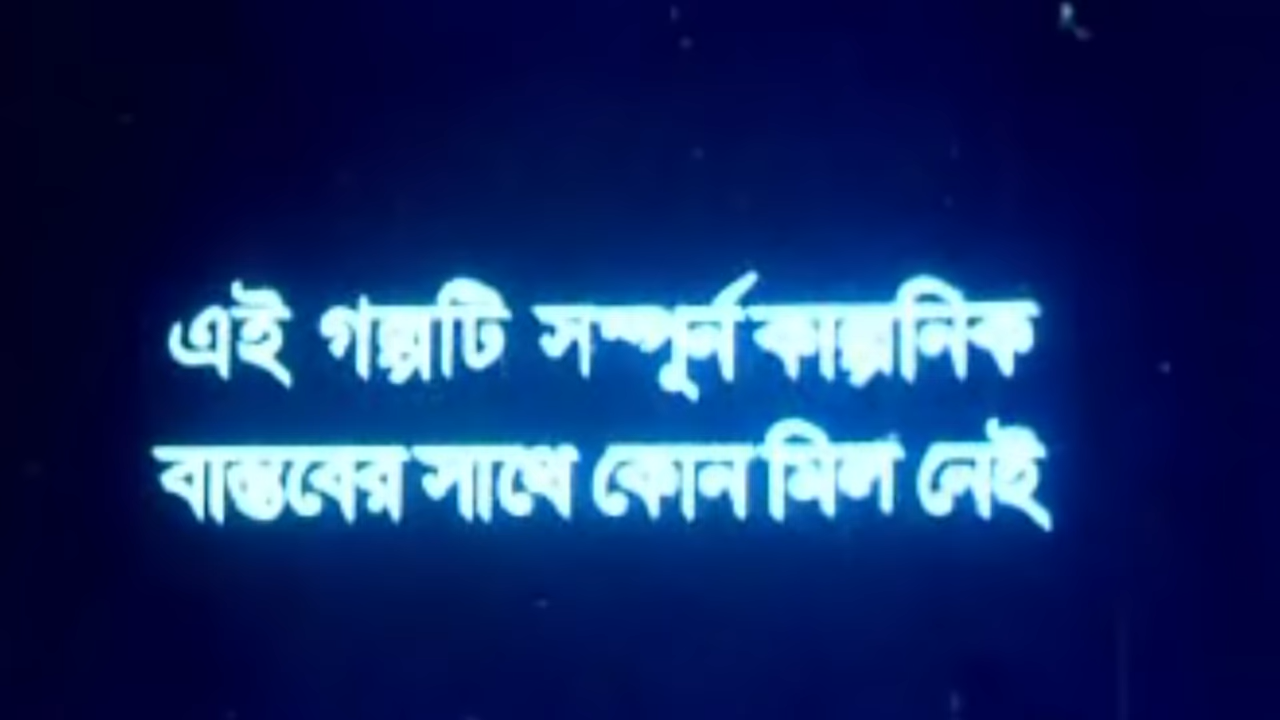 এই গল্পটি সম্পূর্ন কাল্পনিক
বাস্তবের সাথে কোন মিল নেই